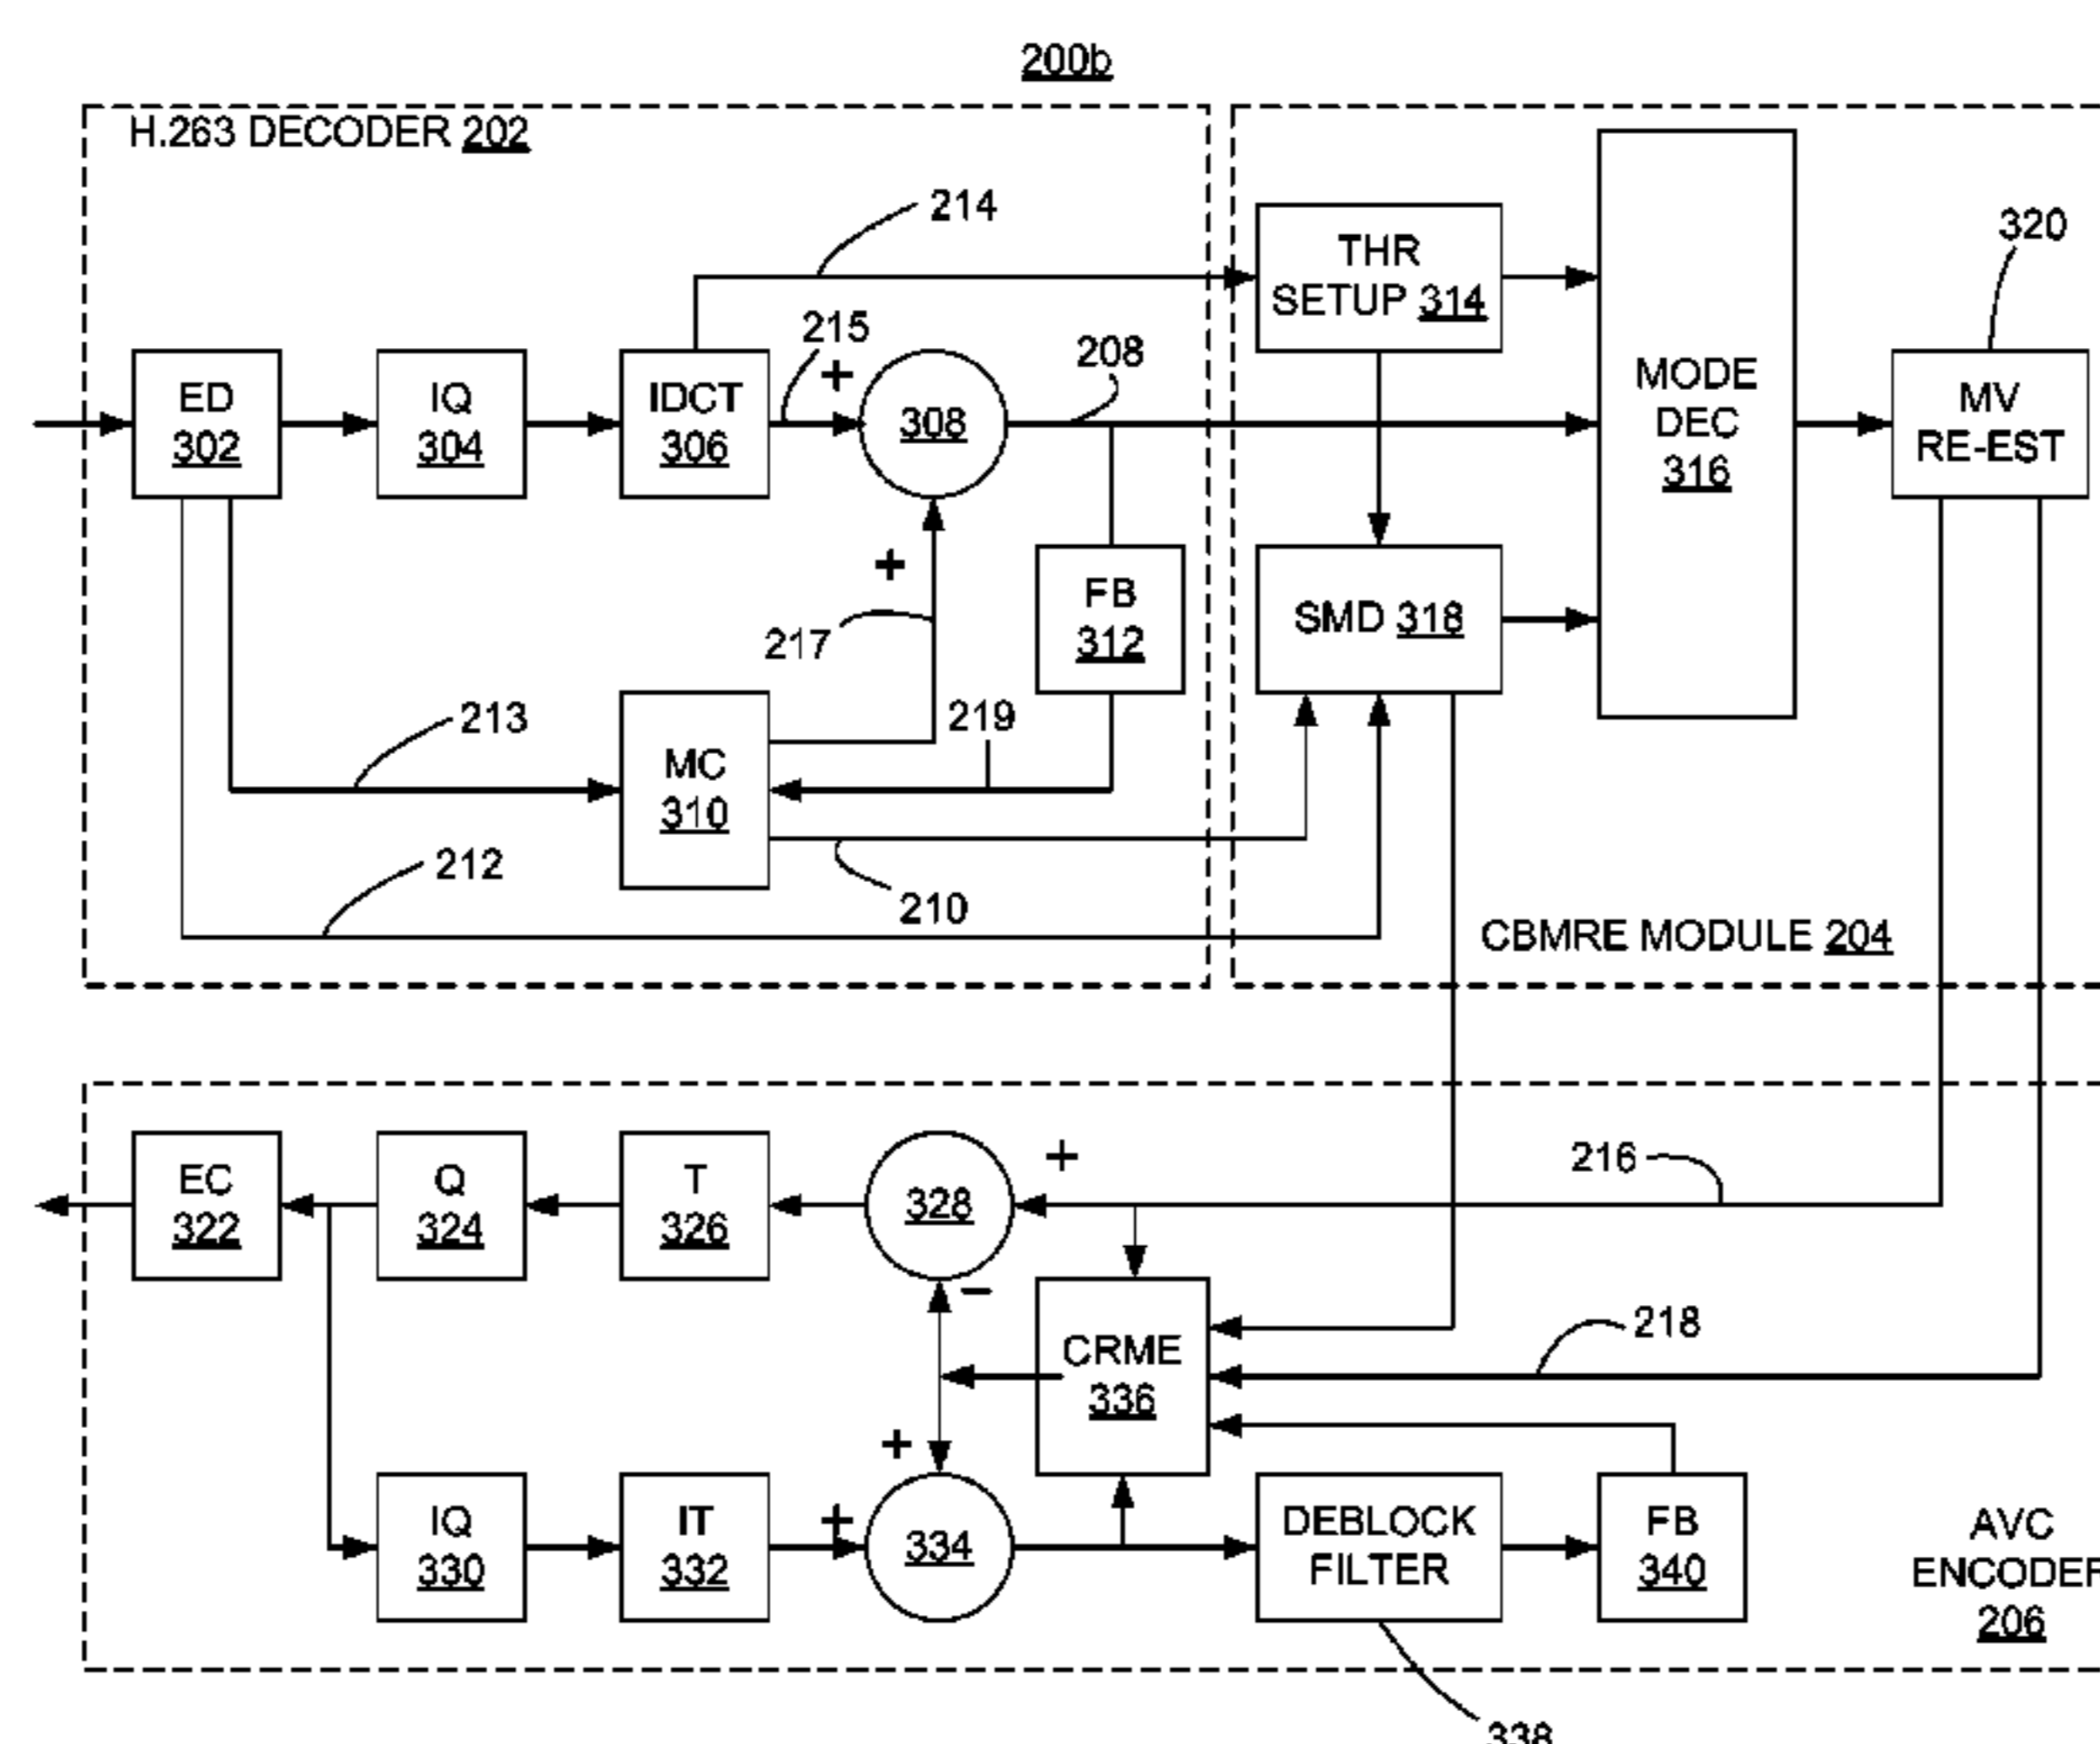 200b
H.263 DECODER 202
214
THR
SETUP 314
320
215
+
208
ED
302
IQ
304
IDCT
306
308
MODE
DEC
316
MV
RE-EST
+
217
FB
312
SMD 318
213
219
MC
310
212
210
CBMRE MODULE 204
EC
322
Q
324
T
326
328
+
216
−
CRME
336
218
+
IQ
330
IT
332
+
334
DEBLOCK
FILTER
FB
340
AVC
ENCODER
206
338